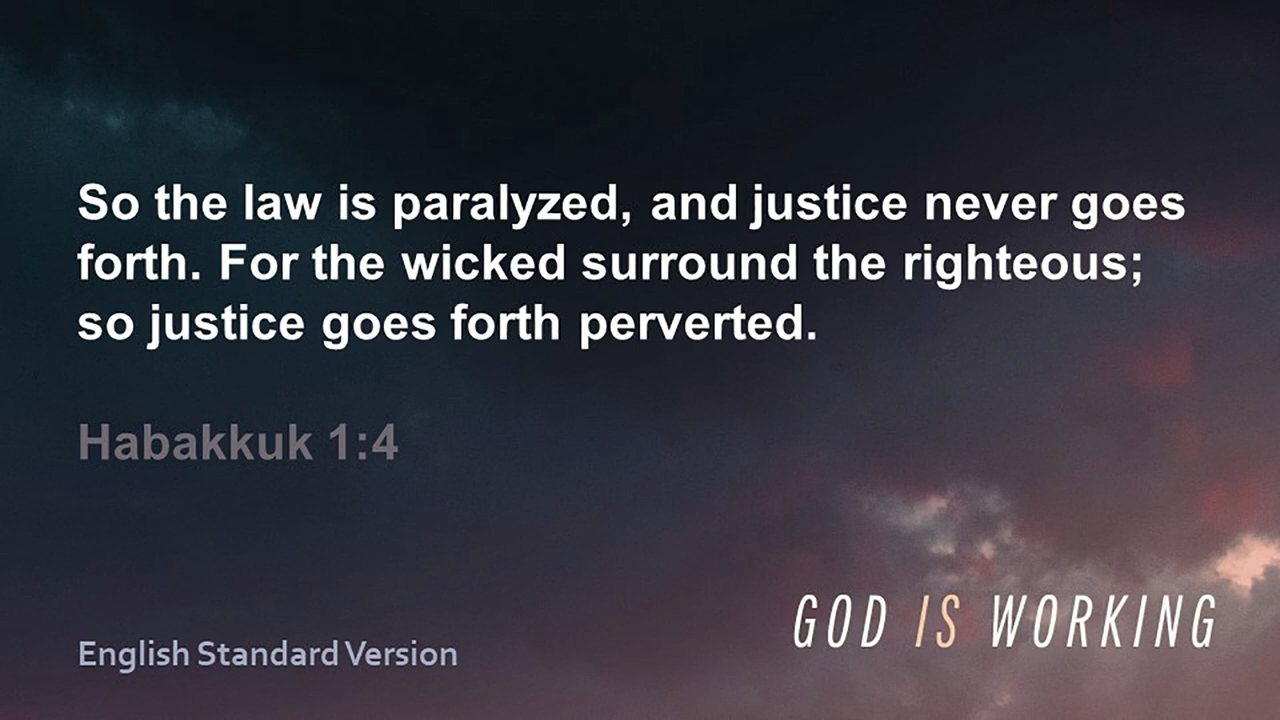 So the law is paralyzed, and justice never goes
forth. For the wicked surround the righteous;
so justice goes forth perverted.
Habakkuk 1:4
English Standard Version
GOD IS WORKING